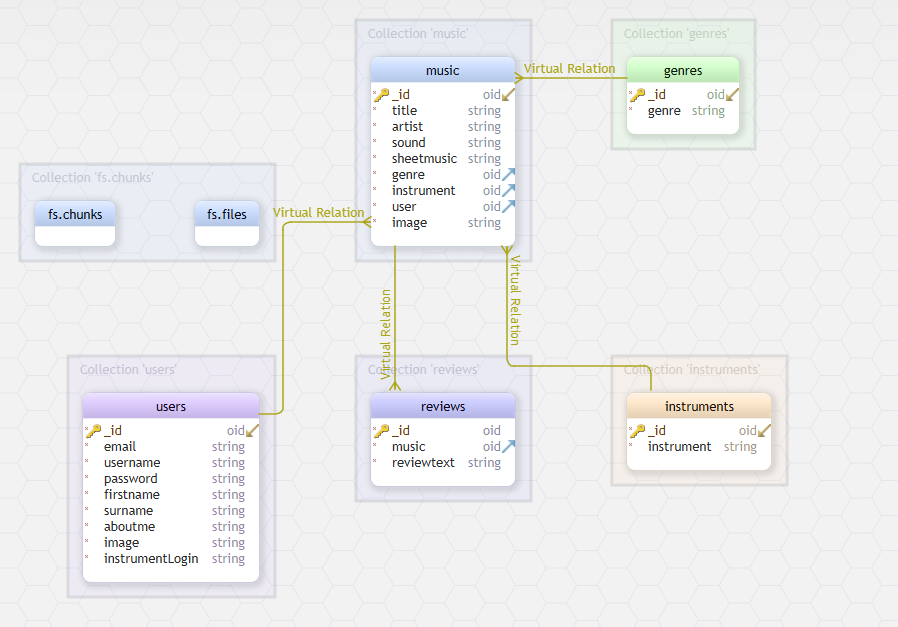 Collection 'music'
music
_id oid
title string
artist string
sound string
sheetmusic string
genre oid
instrument oid
user oid
image string
Virtual Relation
Collection 'genres'
genres
_id oid
genre string
Collection 'fs.chunks'
fs.chunks
fs.files
Virtual Relation
Virtual Relation
Virtual Relation
Collection 'users'
users
_id oid
email string
username string
password string
firstname string
surname string
aboutme string
image string
instrumentLogin string
Collection 'reviews'
reviews
_id oid
music oid
reviewtext string
Collection 'instruments'
instruments
_id oid
instrument string